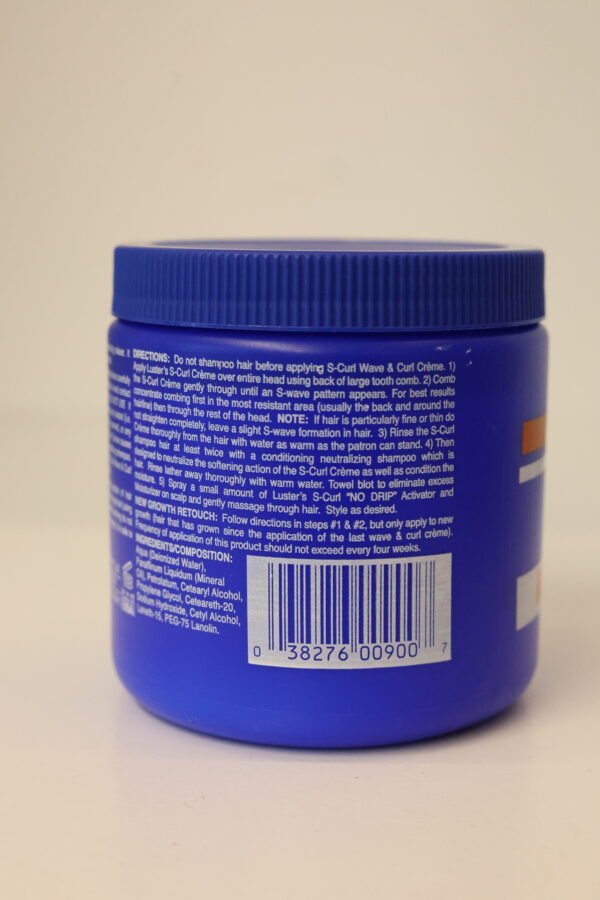 DIRECTIONS: Do not shampoo hair before applying S-Curl Wave & Curl Crème. 1)
Apply Luster's S-Curl Crème over entire head using back of large tooth comb. 2) Comb
the S-Curl Crème gently through until an S-wave pattern appears. For best results
concentrate combing first in the most resistant area (usually the back and around the
hairline) then through the rest of the head. NOTE: If hair is particularly fine or thin do
not straighten completely, leave a slight S-wave formation in hair. 3) Rinse the S-Curl
Crème thoroughly from the hair with water as warm as the patron can stand. 4) Then
shampoo hair at least twice with a conditioning neutralizing shampoo which is
designed to neutralize the softening action of the S-Curl Crème as well as condition the
hair. Rinse lather away thoroughly with warm water. Towel blot to eliminate excess
moisture. 5) Spray a small amount of Luster's S-Curl "NO DRIP" Activator and
Moisturizer on scalp and gently massage through hair. Style as desired.
NEW GROWTH RETOUCH: Follow directions in steps #1 & #2, but only apply to new
growth (hair that has grown since the application of the last wave & curl crème).
Frequency of application of this product should not exceed every four weeks.
INGREDIENTS/COMPOSITION:
Aqua (Deionized Water),
Paraffinum Liquidum (Mineral
Oil), Petrolatum, Cetearyl Alcohol,
Propylene Glycol, Ceteareth-20,
Sodium Hydroxide, Cetyl Alcohol,
Laneth-15, PEG-75 Lanolin.
0 38276 00900 7